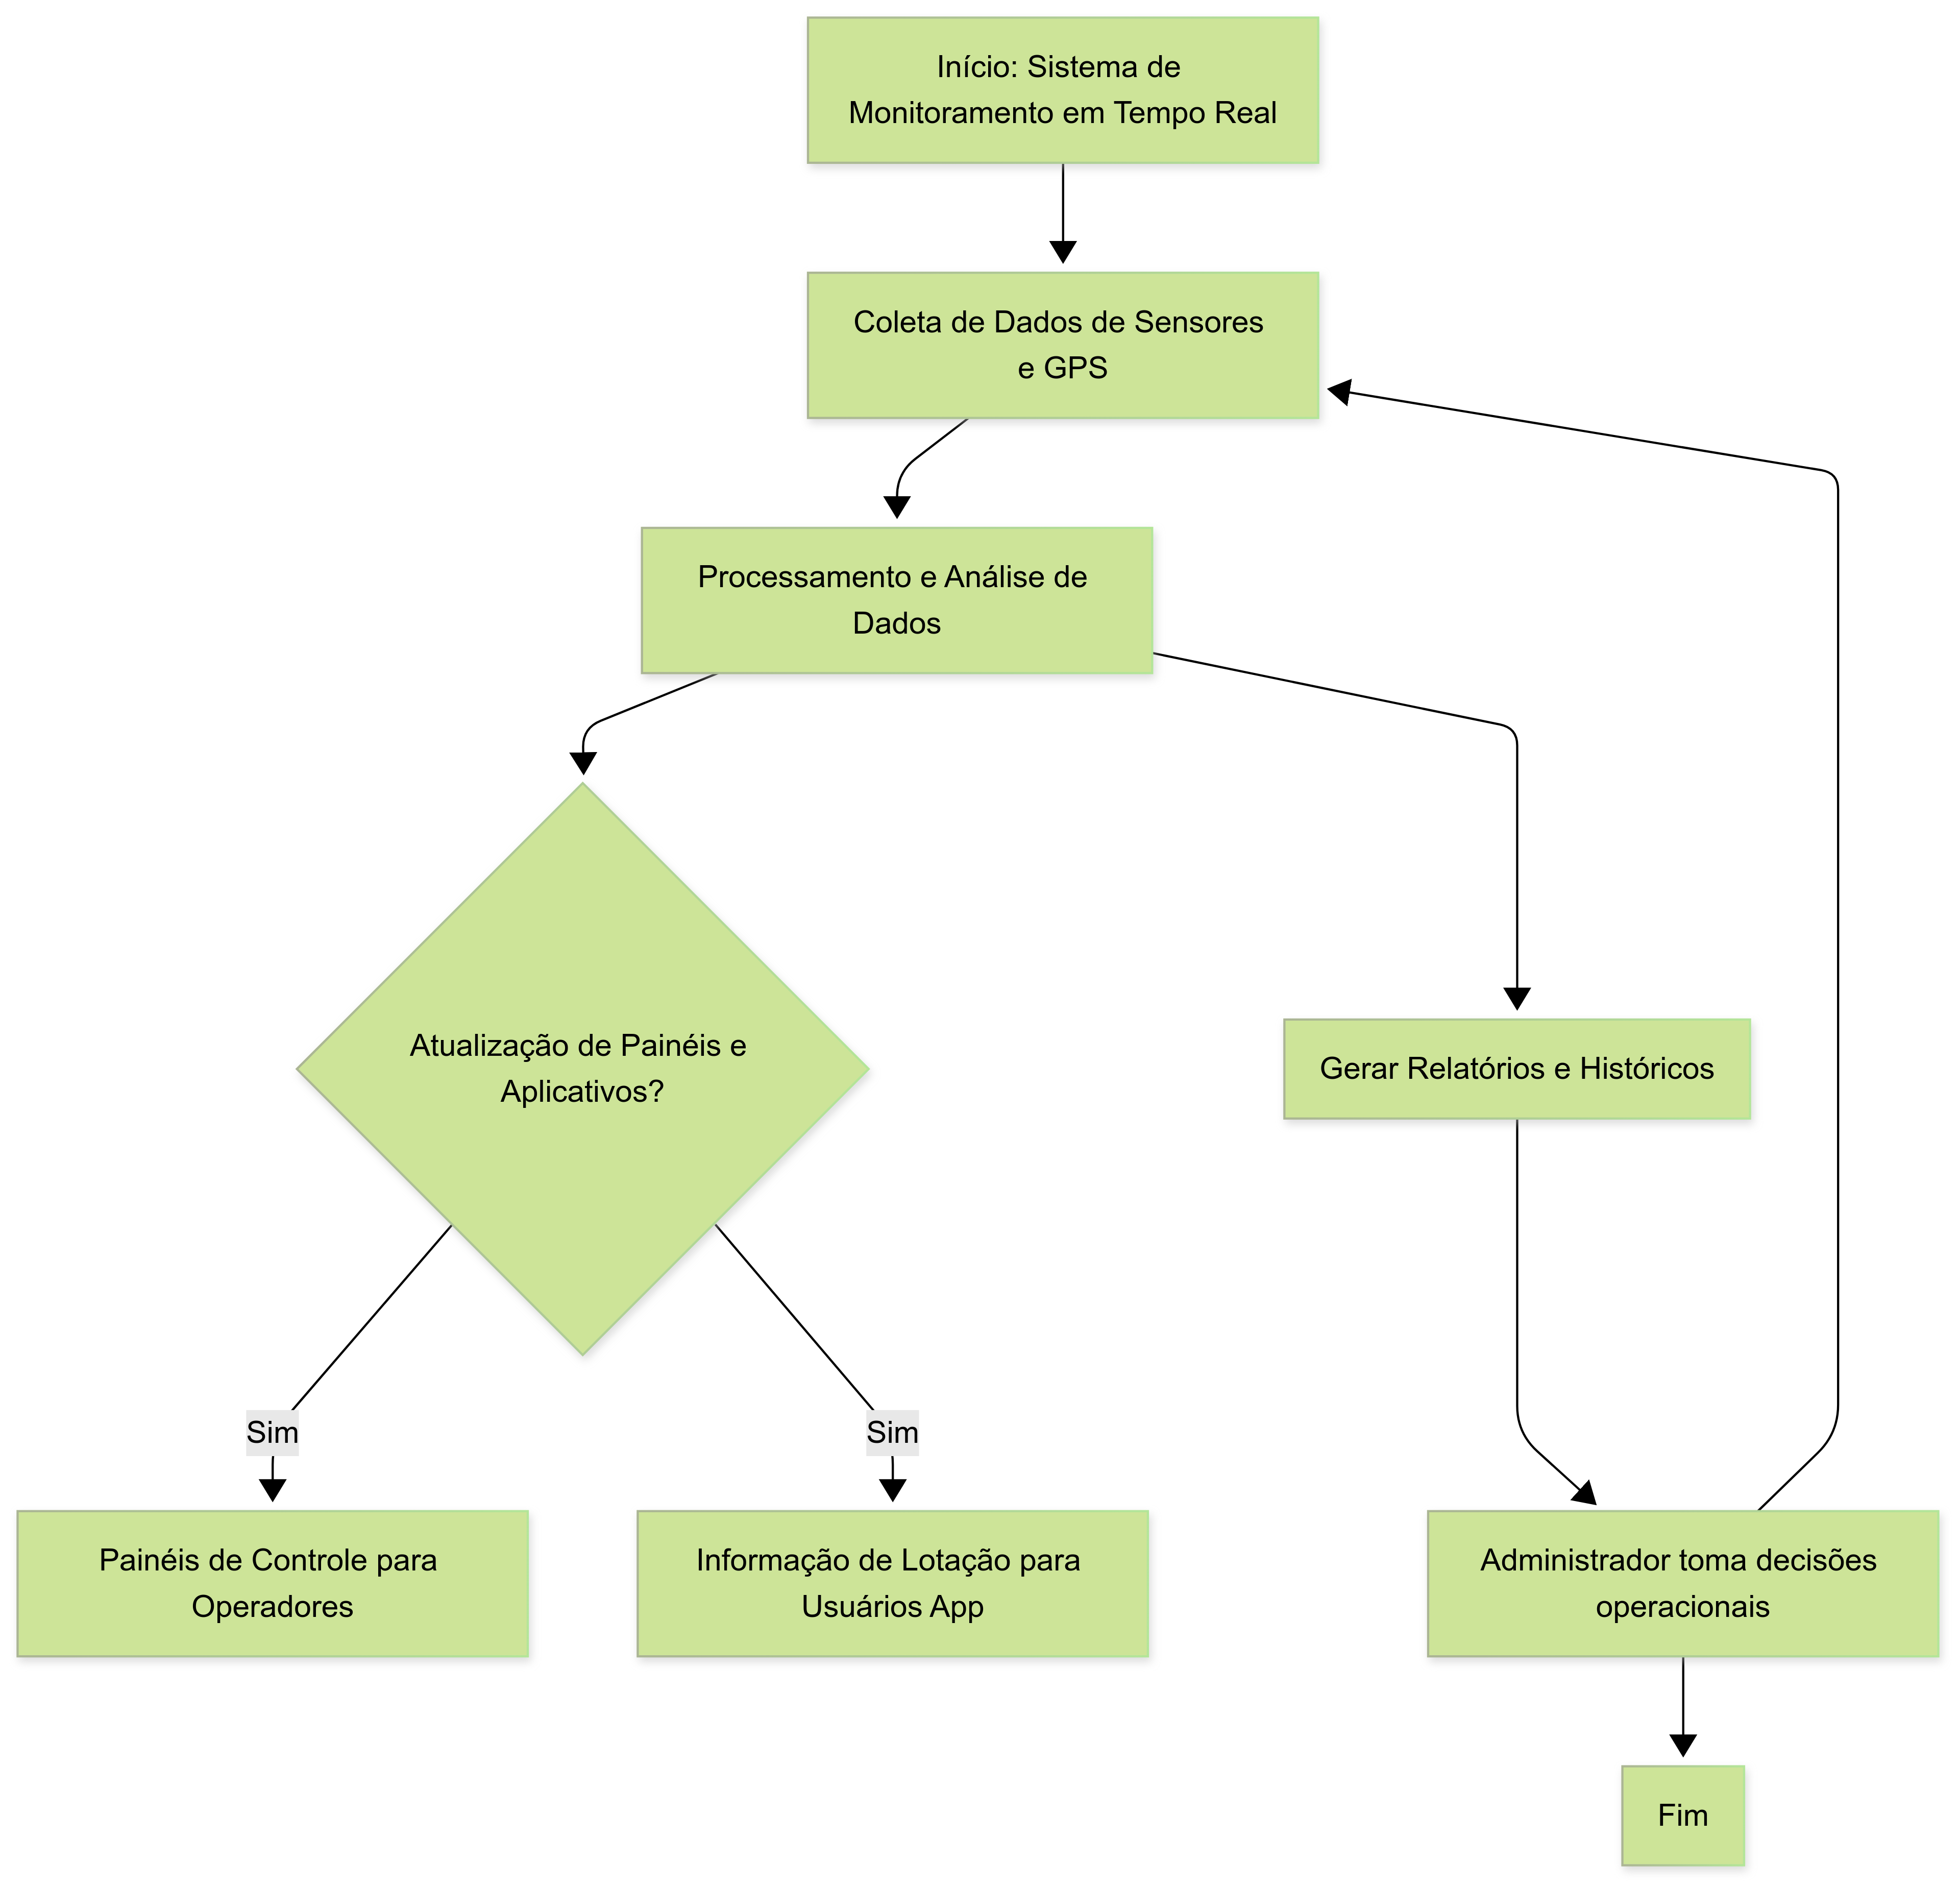 Início: Sistema de
Monitoramento em Tempo Real
Coleta de Dados de Sensores
e GPS
Processamento e Análise de
Dados
Atualização de Painéis e
Aplicativos?
Gerar Relatórios e Históricos
Sim
Sim
Painéis de Controle para
Operadores
Informação de Lotação para
Usuários App
Administrador toma decisões
operacionais
Fim